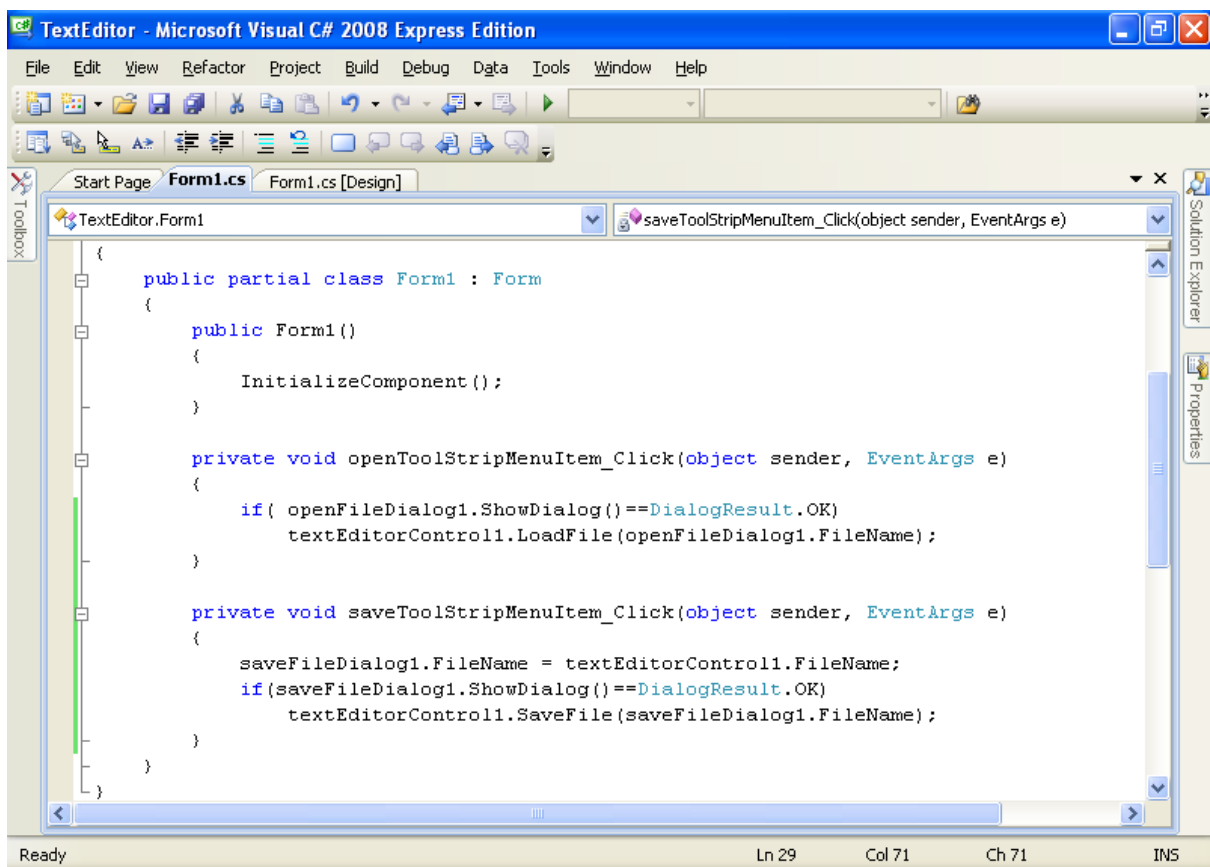 TextEditor - Microsoft Visual C# 2008 Express Edition
File Edit View Refactor Project Build Debug Data Tools Window Help
Start Page Form1.cs Form1.cs [Design]
Toolbox
TextEditor.Form1 saveToolStripMenuItem_Click(object sender, EventArgs e)
{
public partial class Form1 : Form
{
public Form1()
{
InitializeComponent();
}
private void openToolStripMenuItem_Click(object sender, EventArgs e)
{
if( openFileDialog1.ShowDialog()==DialogResult.OK)
textEditorControl1.LoadFile(openFileDialog1.FileName);
}
private void saveToolStripMenuItem_Click(object sender, EventArgs e)
{
saveFileDialog1.FileName = textEditorControl1.FileName;
if(saveFileDialog1.ShowDialog()==DialogResult.OK)
textEditorControl1.SaveFile(saveFileDialog1.FileName);
}
}
}
Solution Explorer
Properties
Ready Ln 29 Col 71 Ch 71 INS